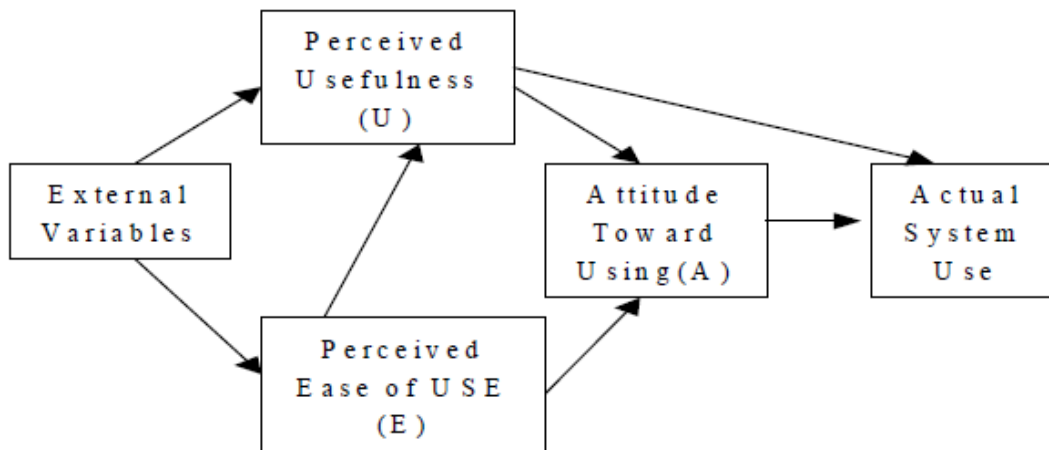 Perceived
Usefulness
(U)
External
Variables
Attitude
Toward
Using(A)
Actual
System
Use
Perceived
Ease of USE
(E)